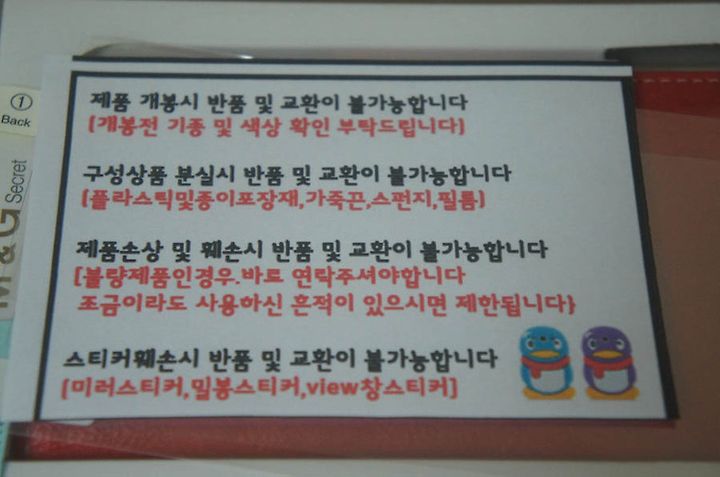 제품 개봉시 반품 및 교환이 불가능합니다
(개봉전 기종 및 색상 확인 부탁드립니다)
구성상품 분실시 반품 및 교환이 불가능합니다
(플라스틱및종이포장재,가죽끈,스펀지,필름)
제품손상 및 훼손시 반품 및 교환이 불가능합니다
[불량제품인경우.바로 연락주셔야합니다
조금이라도 사용하신 흔적이 있으시면 제한됩니다}
스티커훼손시 반품 및 교환이 불가능합니다
[미러스티커,밀봉스티커,view창스티커]
①
Back
M & G Secret